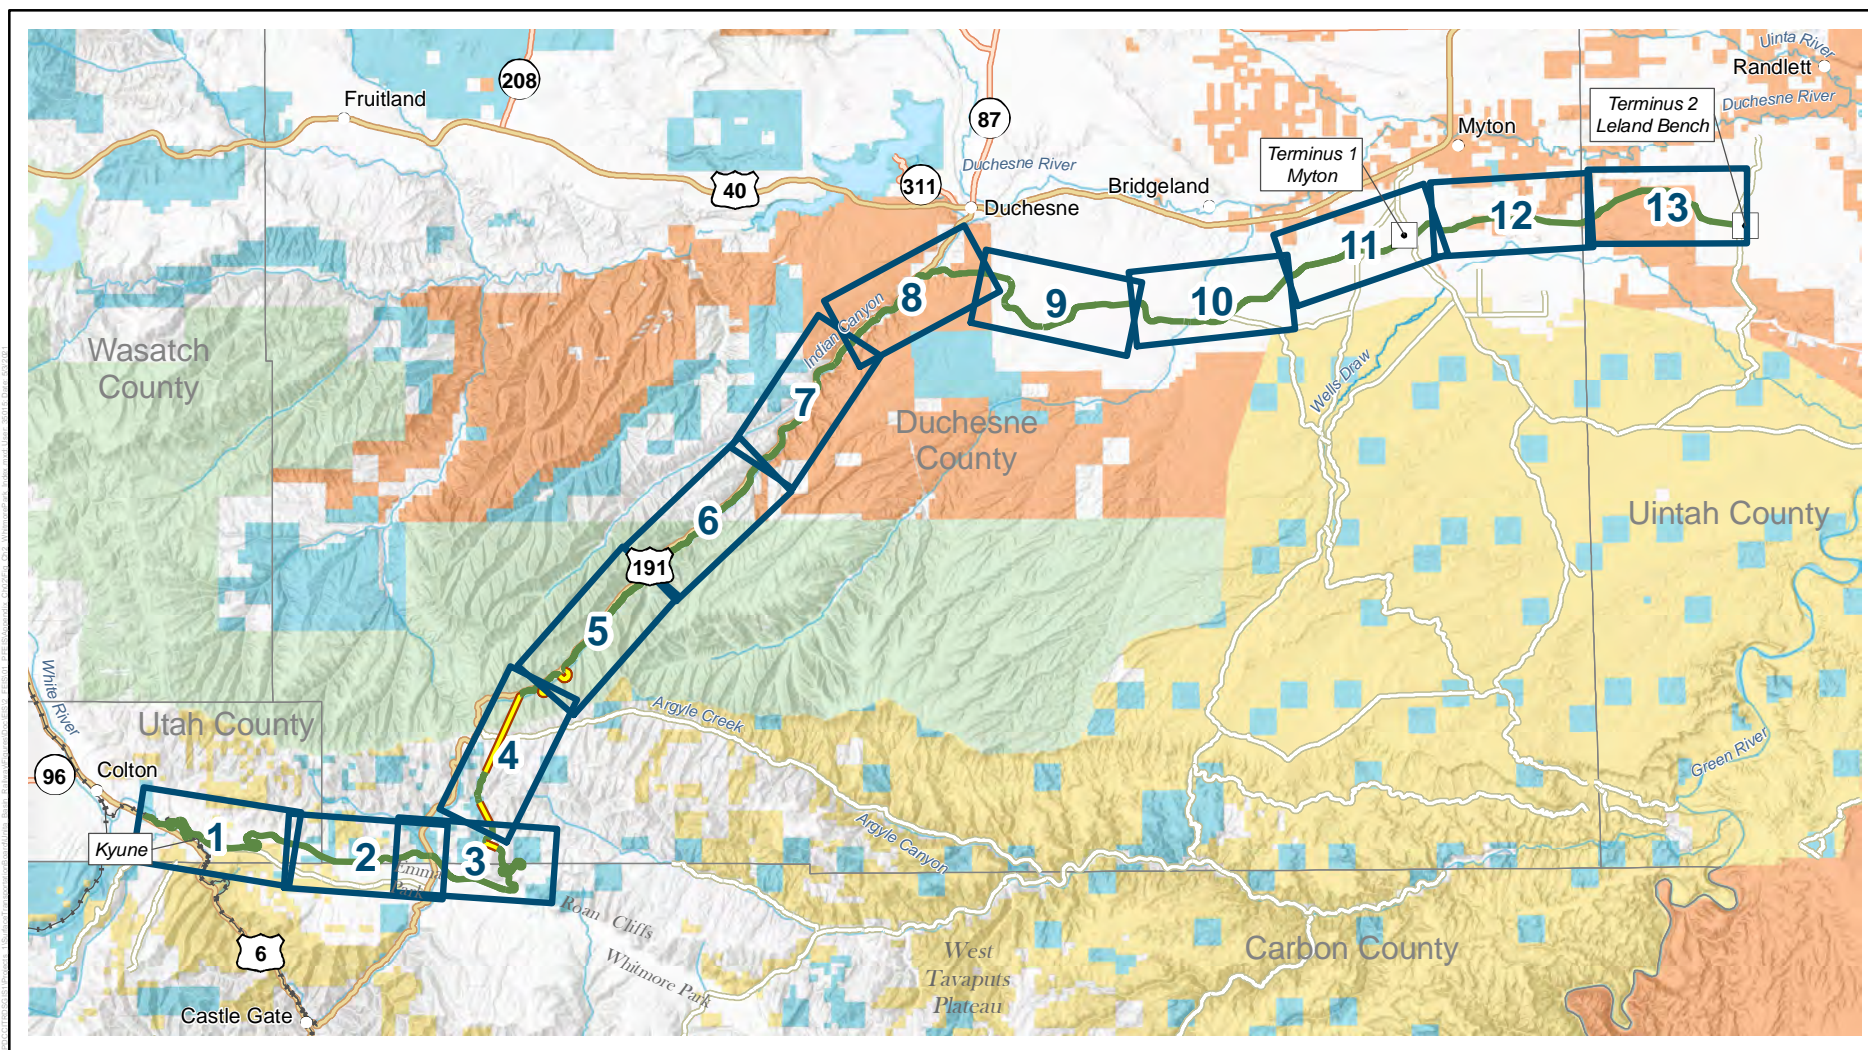 208
Fruitland
87
Uinta River
Randlett
Terminus 2
Leland Bench
Duchesne River
Myton
Terminus 1
Myton
Duchesne River
40
311
Bridgeland
Duchesne
13
12
11
10
9
8
Indian Canyon
Wasatch
County
7
Wells Draw
Duchesne
County
6
Uintah County
191
5
White River
Utah County
Argyle Creek
4
Green River
96
Colton
Kyune
1
2
3
Emma
Park
Argyle Canyon
Roan Cliffs
Whitmore Park
West
Tavaputs
Plateau
Carbon County
6
Castle Gate